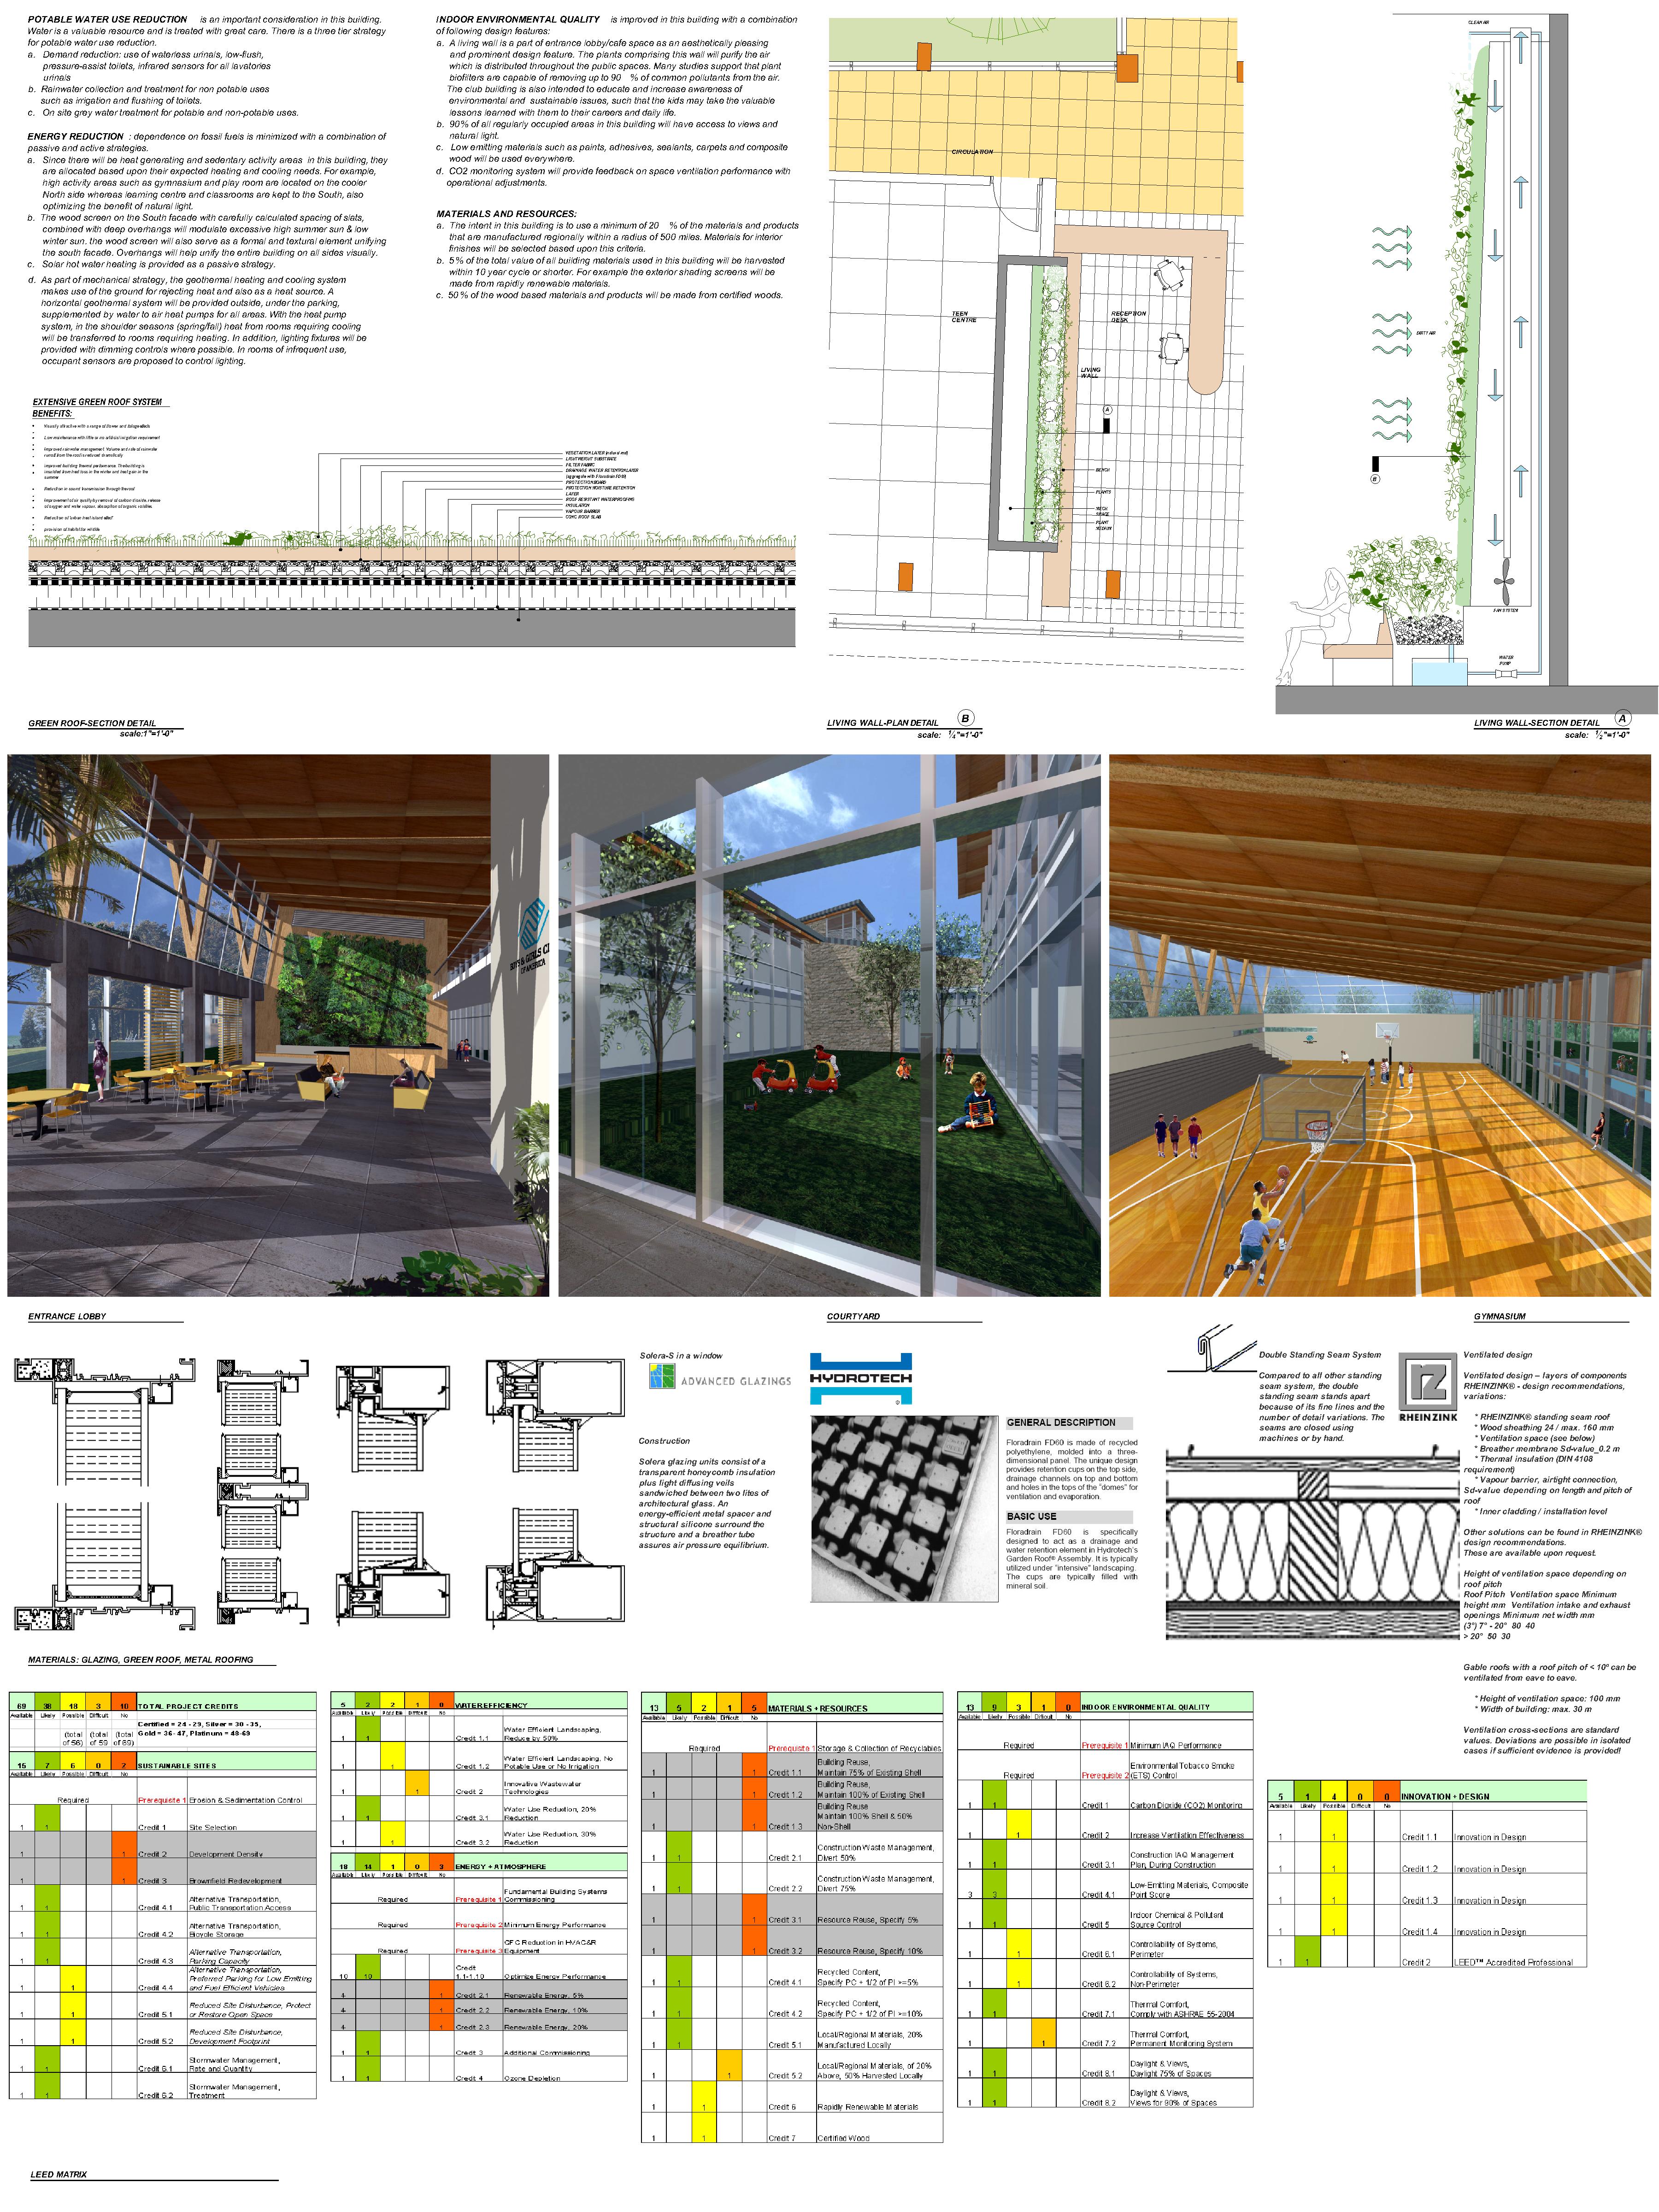 POTABLE WATER USE REDUCTION is an important consideration in this building.
Water is a valuable resource and is treated with great care. There is a three tier strategy
for potable water use reduction.
a. Demand reduction: use of waterless urinals, low-flush,
pressure-assist toilets, infrared sensors for all lavatories
urinals
b. Rainwater collection and treatment for non potable uses
such as irrigation and flushing of toilets.
c. On site grey water treatment for potable and non-potable uses.
ENERGY REDUCTION : dependence on fossil fuels is minimized with a combination of
passive and active strategies.
a. Since there will be heat generating and sedentary activity areas in this building, they
are allocated based upon their expected heating and cooling needs. For example,
high activity areas such as gymnasium and play room are located on the cooler
North side whereas learning centre and classrooms are kept to the South, also
optimizing the benefit of natural light.
b. The wood screen on the South facade with carefully calculated spacing of slats,
combined with deep overhangs will modulate excessive high summer sun & low
winter sun. the wood screen will also serve as a formal and textural element unifying
the south facade. Overhangs will help unify the entire building on all sides visually.
c. Solar hot water heating is provided as a passive strategy.
d. As part of mechanical strategy, the geothermal heating and cooling system
makes use of the ground for rejecting heat and also as a heat source. A
horizontal geothermal system will be provided outside, under the parking,
supplemented by water to air heat pumps for all areas. With the heat pump
system, in the shoulder seasons (spring/fall) heat from rooms requiring cooling
will be transferred to rooms requiring heating. In addition, lighting fixtures will be
provided with dimming controls where possible. In rooms of infrequent use,
occupant sensors are proposed to control lighting.
INDOOR ENVIRONMENTAL QUALITY is improved in this building with a combination
of following design features:
a. A living wall is a part of entrance lobby/cafe space as an aesthetically pleasing
and prominent design feature. The plants comprising this wall will purify the air
which is distributed throughout the public spaces. Many studies support that plant
biofilters are capable of removing up to 90 % of common pollutants from the air.
The club building is also intended to educate and increase awareness of
environmental and sustainable issues, such that the kids may take the valuable
lessons learned with them to their careers and daily life.
b. 90% of all regularly occupied areas in this building will have access to views and
natural light.
c. Low emitting materials such as paints, adhesives, sealants, carpets and composite
wood will be used everywhere.
d. CO2 monitoring system will provide feedback on space ventilation performance with
operational adjustments.
MATERIALS AND RESOURCES:
a. The intent in this building is to use a minimum of 20 % of the materials and products
that are manufactured regionally within a radius of 500 miles. Materials for interior
finishes will be selected based upon this criteria.
b. 5% of the total value of all building materials used in this building will be harvested
within 10 year cycle or shorter. For example the exterior shading screens will be
made from rapidly renewable materials.
c. 50% of the wood based materials and products will be made from certified woods.
EXTENSIVE GREEN ROOF SYSTEM
BENEFITS:
VEGETATION LAYER (natural mat)
LIGHTWEIGHT SUBSTRATE
FILTER FABRIC
DRAINAGE WATER RETENTION LAYER
PROTECTION BOARD
PROTECTION MOISTURE RETENTION
LAYER
ROOT RESISTANT WATERPROOFING
INSULATION
VAPOUR BARRIER
CONC. ROOF SLAB
GREEN ROOF-SECTION DETAIL
scale:1"=1'-0"
CIRCULATION
TEEN
CENTRE
RECEPTION
DESK
LIVING
WALL
A
BENCH
PLANTS
PLANT
LIVING WALL-PLAN DETAIL B
scale: ¼"=1'-0"
CLEAN AIR
DIRTY AIR
B
FAN SYSTEM
WATER
PUMP
LIVING WALL-SECTION DETAIL A
scale: ½"=1'-0"
OF AMERICA
ENTRANCE LOBBY
COURTYARD
GYMNASIUM
Solera-S in a window
ADVANCED GLAZINGS
Construction
Solera glazing units consist of a
transparent honeycomb insulation
plus light diffusing veils
sandwiched between two lites of
architectural glass. An
energy-efficient metal spacer and
structural silicone surround the
structure and a breather tube
assures air pressure equilibrium.
HYDROTECH
®
GENERAL DESCRIPTION
Floradrain FD60 is made of recycled
polyethylene, molded into a three-
dimensional panel. The unique design
provides retention cups on the top side,
drainage channels on top and bottom
and holes in the tops of the "domes" for
ventilation and evaporation.
BASIC USE
Floradrain FD60 is specifically
designed to act as a drainage and
water retention element in Hydrotech's
Garden Roof® Assembly. It is typically
utilized under "intensive" landscaping.
The cups are typically filled with
mineral soil.
Double Standing Seam System
Compared to all other standing
seam system, the double
standing seam stands apart
because of its fine lines and the
number of detail variations. The
seams are closed using
machines or by hand.
RHEINZINK
Ventilated design
Ventilated design – layers of components
RHEINZINK® - design recommendations,
variations:
* RHEINZINK® standing seam roof
* Wood sheathing 24 / max. 160 mm
* Ventilation space (see below)
* Breather membrane Sd-value_0.2 m
* Thermal insulation (DIN 4108
requirement)
* Vapour barrier, airtight connection,
Sd-value depending on length and pitch of
roof
* Inner cladding / installation level
Other solutions can be found in RHEINZINK®
design recommendations.
These are available upon request.
Height of ventilation space depending on
roof pitch
Roof Pitch Ventilation space Minimum
height mm Ventilation intake and exhaust
openings Minimum net width mm
(3°) 7° - 20° 80 40
> 20° 50 30
Gable roofs with a roof pitch of < 10° can be
ventilated from eave to eave.
* Height of ventilation space: 100 mm
* Width of building: max. 30 m
Ventilation cross-sections are standard
values. Deviations are possible in isolated
cases if sufficient evidence is provided!
MATERIALS: GLAZING, GREEN ROOF, METAL ROOFING
69 38 18 3 10 TOTAL PROJECT CREDITS
Available Likely Possible Difficult No
Certified = 24 - 29, Silver = 30 - 35,
Gold = 36- 47, Platinum = 48-69
(total of 56) (total of 59 (total of 69)
15 7 6 0 2 SUSTAINABLE SITES
Available Likely Possible Difficult No
Required Prerequisite 1 Erosion & Sedimentation Control
1 1 Credit 1 Site Selection
1 1 Credit 2 Development Density
1 1 Credit 3 Brownfield Redevelopment
1 1 Credit 4.1 Alternative Transportation,
Public Transportation Access
1 1 Credit 4.2 Alternative Transportation,
Bicycle Storage
1 1 Credit 4.3 Alternative Transportation,
Parking Capacity
1 1 Credit 4.4 Alternative Transportation,
Preferred Parking for Low Emitting
and Fuel Efficient Vehicles
1 1 Credit 5.1 Reduced Site Disturbance, Protect
or Restore Open Space
1 1 Credit 5.2 Reduced Site Disturbance,
Development Footprint
1 1 Credit 6.1 Stormwater Management,
Rate and Quantity
1 1 Credit 6.2 Stormwater Management,
Treatment
5 2 2 1 0 WATER EFFICIENCY
Available Likely Possible Difficult No
1 1 Credit 1.1 Water Efficient Landscaping,
Reduce by 50%
1 1 Credit 1.2 Water Efficient Landscaping, No
Potable Use or No Irrigation
1 1 Credit 2 Innovative Wastewater
Technologies
1 1 Credit 3.1 Water Use Reduction, 20%
Reduction
1 1 Credit 3.2 Water Use Reduction, 30%
Reduction
18 14 1 0 3 ENERGY + ATMOSPHERE
Available Likely Possible Difficult No
Required Prerequisite 1 Fundamental Building Systems
Commissioning
Required Prerequisite 2 Minimum Energy Performance
Required Prerequisite 3 CFC Reduction in HVAC&R
Equipment
10 10 Credit 1.1-1.10 Optimize Energy Performance
1 1 Credit 2.1 Renewable Energy, 5%
1 1 Credit 2.2 Renewable Energy, 10%
1 1 Credit 2.3 Renewable Energy, 20%
1 1 Credit 3 Additional Commissioning
1 1 Credit 4 Ozone Depletion
13 5 2 1 5 MATERIALS + RESOURCES
Available Likely Possible Difficult No
Required Prerequisite 1 Storage & Collection of Recyclables
1 1 Credit 1.1 Building Reuse,
Maintain 75% of Existing Shell
1 1 Credit 1.2 Building Reuse,
Maintain 100% of Existing Shell
1 1 Credit 1.3 Building Reuse
Maintain 100% Shell & 50%
Non-Shell
1 1 Credit 2.1 Construction Waste Management,
Divert 50%
1 1 Credit 2.2 Construction Waste Management,
Divert 75%
1 1 Credit 3.1 Resource Reuse, Specify 5%
1 1 Credit 3.2 Resource Reuse, Specify 10%
1 1 Credit 4.1 Recycled Content,
Specify PC + 1/2 of PI >=5%
1 1 Credit 4.2 Recycled Content,
Specify PC + 1/2 of PI >=10%
1 1 Credit 5.1 Local/Regional Materials, 20%
Manufactured Locally
1 1 Credit 5.2 Local/Regional Materials, of 20%
Above, 50% Harvested Locally
1 1 Credit 6 Rapidly Renewable Materials
1 1 Credit 7 Certified Wood
13 9 3 1 0 INDOOR ENVIRONMENTAL QUALITY
Available Likely Possible Difficult No
Required Prerequisite 1 Minimum IAQ Performance
Required Prerequisite 2 Environmental Tobacco Smoke
(ETS) Control
1 1 Credit 1 Carbon Dioxide (CO2) Monitoring
1 1 Credit 2 Increase Ventilation Effectiveness
1 1 Credit 3.1 Construction IAQ Management
Plan, During Construction
3 3 Credit 4.1 Low-Emitting Materials, Composite
Point Score
1 1 Credit 5 Indoor Chemical & Pollutant
Source Control
1 1 Credit 6.1 Controllability of Systems,
Perimeter
1 1 Credit 6.2 Controllability of Systems,
Non-Perimeter
1 1 Credit 7.1 Thermal Comfort,
Comply with ASHRAE 55-2004
1 1 Credit 7.2 Thermal Comfort,
Permanent Monitoring System
1 1 Credit 8.1 Daylight & Views,
Daylight 75% of Spaces
1 1 Credit 8.2 Daylight & Views,
Views for 90% of Spaces
5 1 4 0 0 INNOVATION + DESIGN
Available Likely Possible Difficult No
1 1 Credit 1.1 Innovation in Design
1 1 Credit 1.2 Innovation in Design
1 1 Credit 1.3 Innovation in Design
1 1 Credit 1.4 Innovation in Design
1 1 Credit 2 LEED™ Accredited Professional
LEED MATRIX